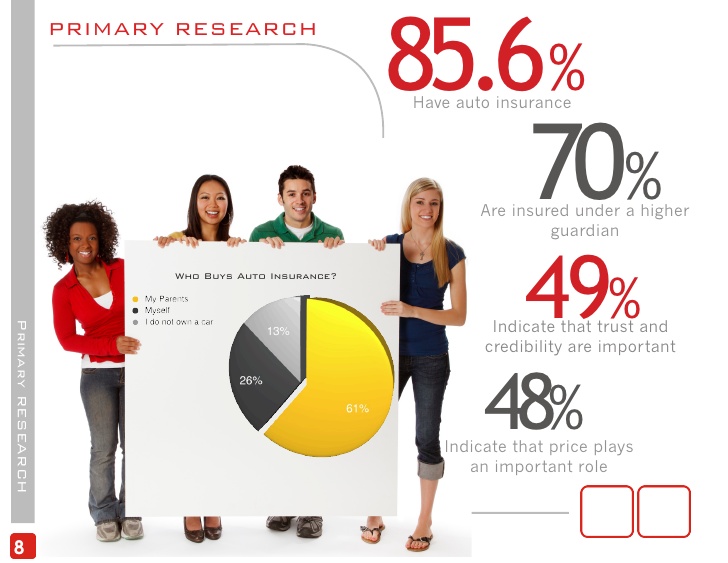 PRIMARY RESEARCH
85.6%
Have auto insurance
70%
Are insured under a higher
guardian
49%
Indicate that trust and
credibility are important
48%
Indicate that price plays
an important role
WHO BUYS AUTO INSURANCE?
My Parents
Myself
I do not own a car
13%
26%
61%
PRIMARY RESEARCH
8